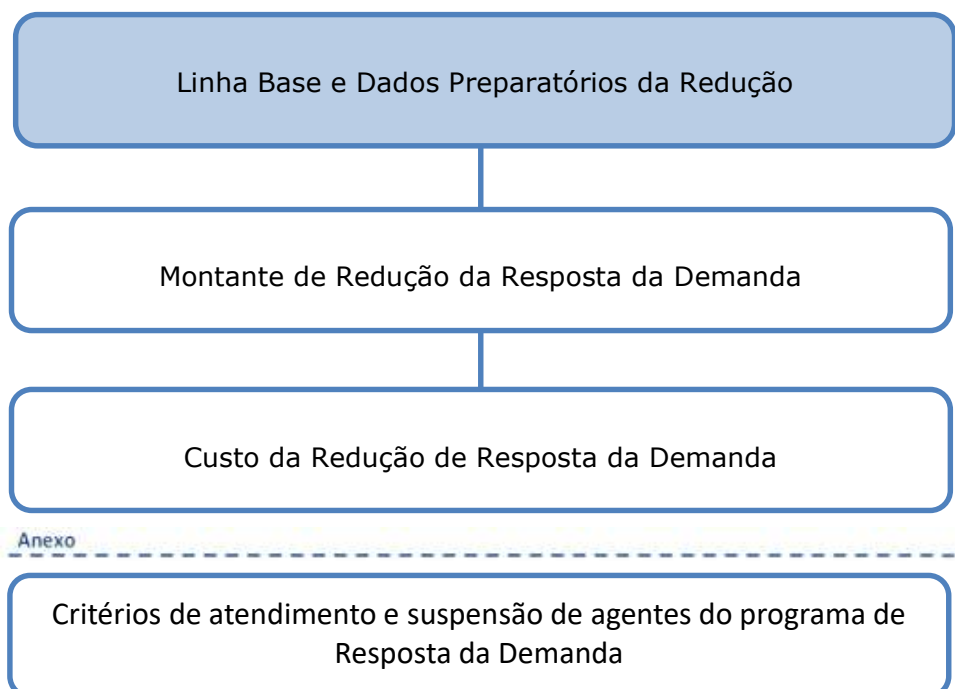 Linha Base e Dados Preparatórios da Redução
Montante de Redução da Resposta da Demanda
Custo da Redução de Resposta da Demanda
Anexo
Critérios de atendimento e suspensão de agentes do programa de
Resposta da Demanda